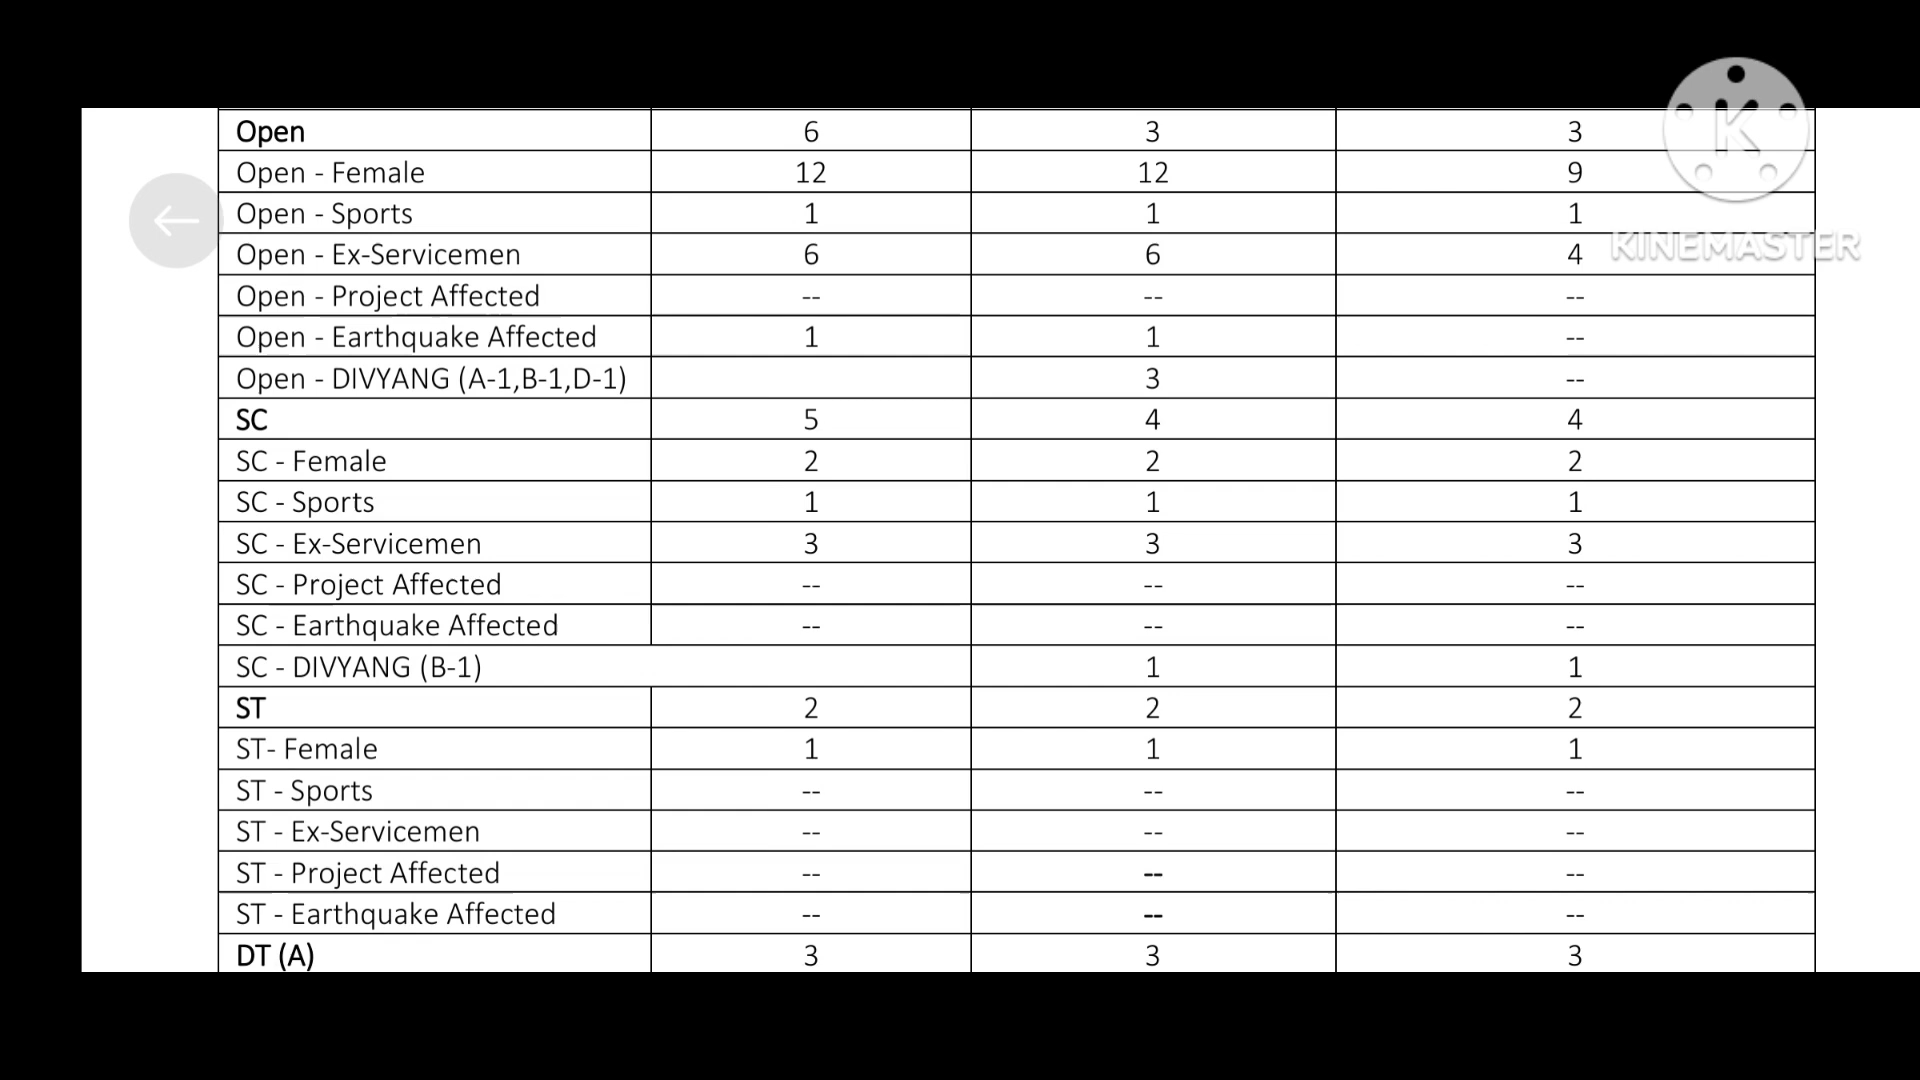 Open 6 3 3
Open - Female 12 12 9
Open - Sports 1 1 1
Open - Ex-Servicemen 6 6 4
KINEMASTER
Open - Project Affected -- -- --
Open - Earthquake Affected 1 1 --
Open - DIVYANG (A-1,B-1,D-1) 3 --
SC 5 4 4
SC - Female 2 2 2
SC - Sports 1 1 1
SC - Ex-Servicemen 3 3 3
SC - Project Affected -- -- --
SC - Earthquake Affected -- -- --
SC - DIVYANG (B-1) 1 1
ST 2 2 2
ST- Female 1 1 1
ST - Sports -- -- --
ST - Ex-Servicemen -- -- --
ST - Project Affected -- -- --
ST - Earthquake Affected -- -- --
DT (A) 3 3 3